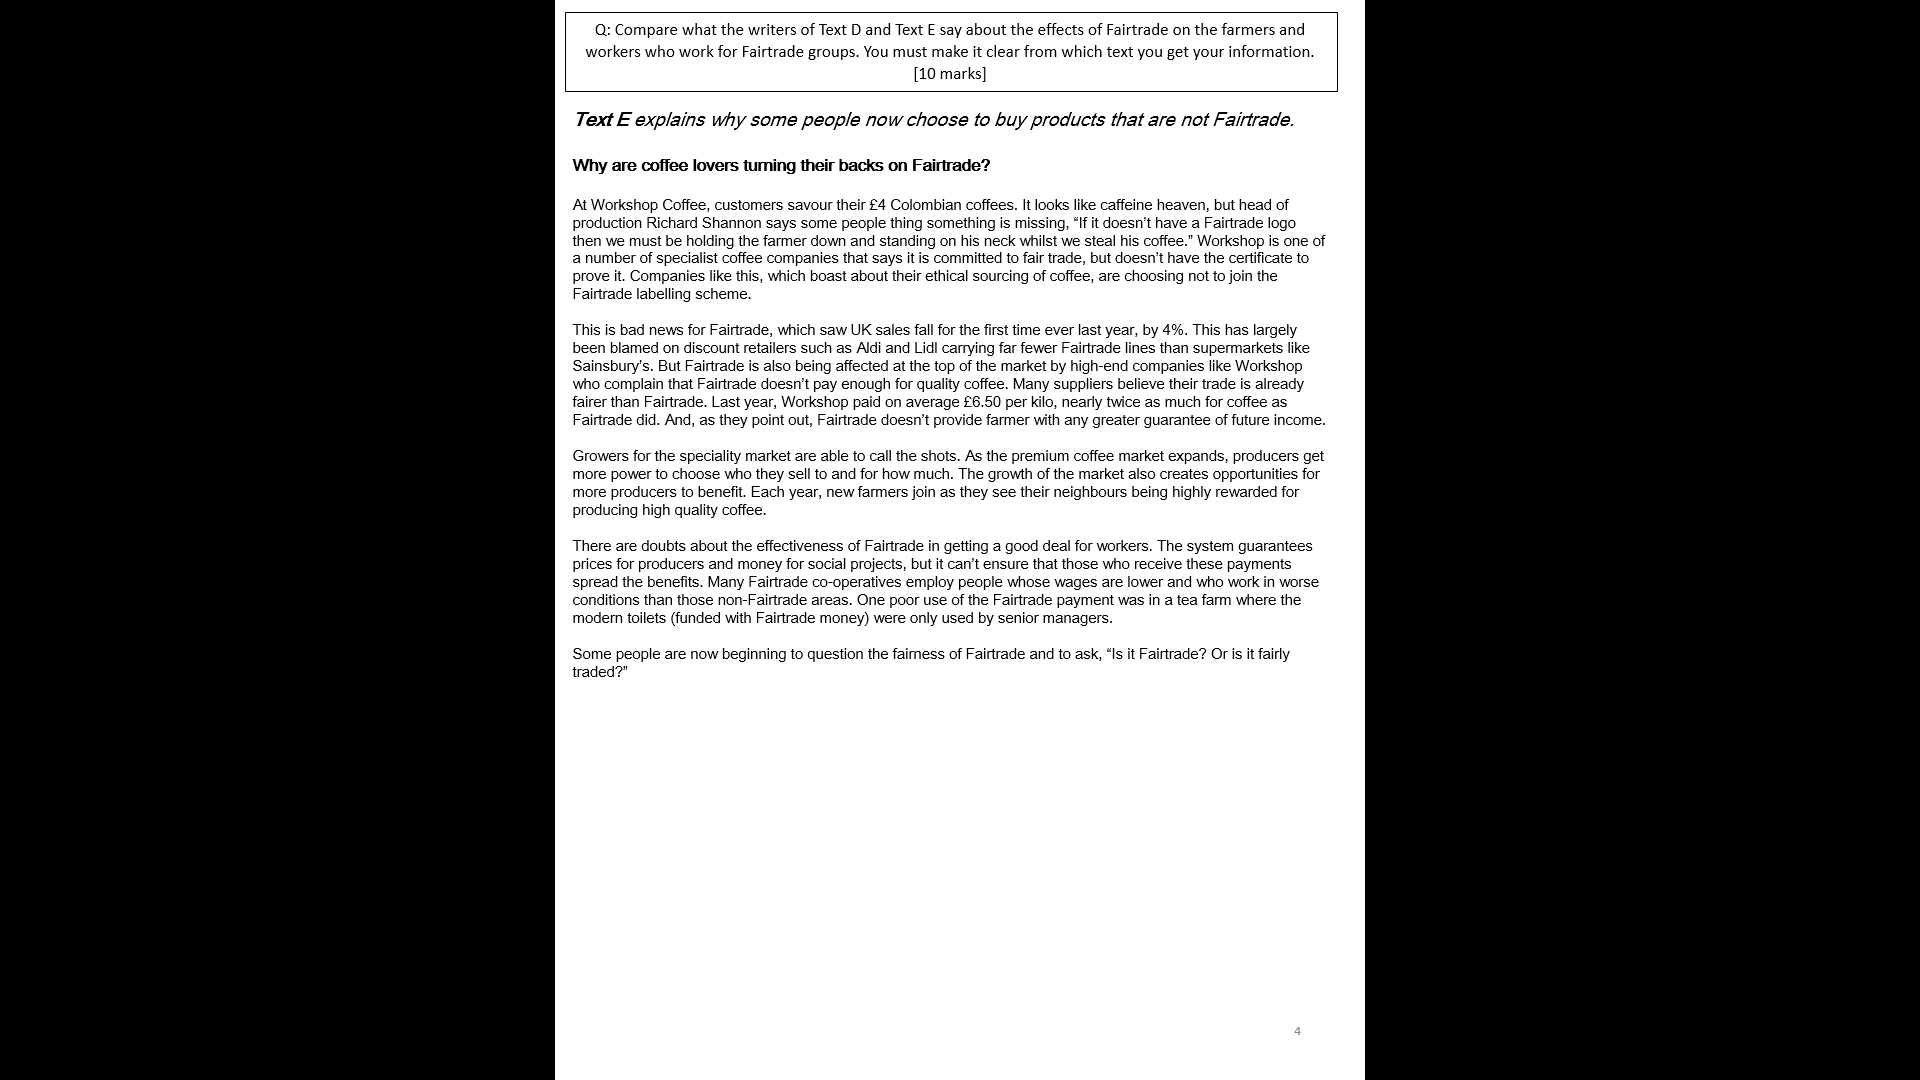 Q: Compare what the writers of Text D and Text E say about the effects of Fairtrade on the farmers and
workers who work for Fairtrade groups. You must make it clear from which text you get your information.
[10 marks]
Text E explains why some people now choose to buy products that are not Fairtrade.
Why are coffee lovers turning their backs on Fairtrade?
At Workshop Coffee, customers savour their £4 Colombian coffees. It looks like caffeine heaven, but head of
production Richard Shannon says some people thing something is missing, “If it doesn’t have a Fairtrade logo
then we must be holding the farmer down and standing on his neck whilst we steal his coffee.” Workshop is one of
a number of specialist coffee companies that says it is committed to fair trade, but doesn’t have the certificate to
prove it. Companies like this, which boast about their ethical sourcing of coffee, are choosing not to join the
Fairtrade labelling scheme.
This is bad news for Fairtrade, which saw UK sales fall for the first time ever last year, by 4%. This has largely
been blamed on discount retailers such as Aldi and Lidl carrying far fewer Fairtrade lines than supermarkets like
Sainsbury’s. But Fairtrade is also being affected at the top of the market by high-end companies like Workshop
who complain that Fairtrade doesn’t pay enough for quality coffee. Many suppliers believe their trade is already
fairer than Fairtrade. Last year, Workshop paid on average £6.50 per kilo, nearly twice as much for coffee as
Fairtrade did. And, as they point out, Fairtrade doesn’t provide farmer with any greater guarantee of future income.
Growers for the speciality market are able to call the shots. As the premium coffee market expands, producers get
more power to choose who they sell to and for how much. The growth of the market also creates opportunities for
more producers to benefit. Each year, new farmers join as they see their neighbours being highly rewarded for
producing high quality coffee.
There are doubts about the effectiveness of Fairtrade in getting a good deal for workers. The system guarantees
prices for producers and money for social projects, but it can’t ensure that those who receive these payments
spread the benefits. Many Fairtrade co-operatives employ people whose wages are lower and who work in worse
conditions than those non-Fairtrade areas. One poor use of the Fairtrade payment was in a tea farm where the
modern toilets (funded with Fairtrade money) were only used by senior managers.
Some people are now beginning to question the fairness of Fairtrade and to ask, “Is it Fairtrade? Or is it fairly
traded?”
4